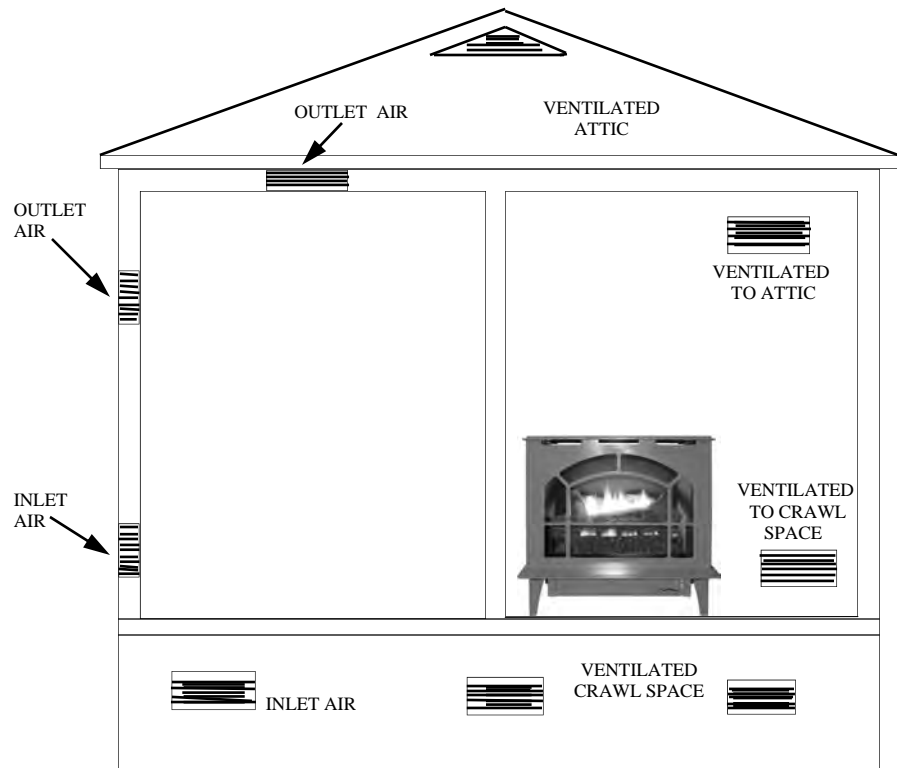 OUTLET AIR
VENTILATED
ATTIC
OUTLET
AIR
VENTILATED
TO ATTIC
INLET
AIR
VENTILATED
TO CRAWL
SPACE
INLET AIR
VENTILATED
CRAWL SPACE